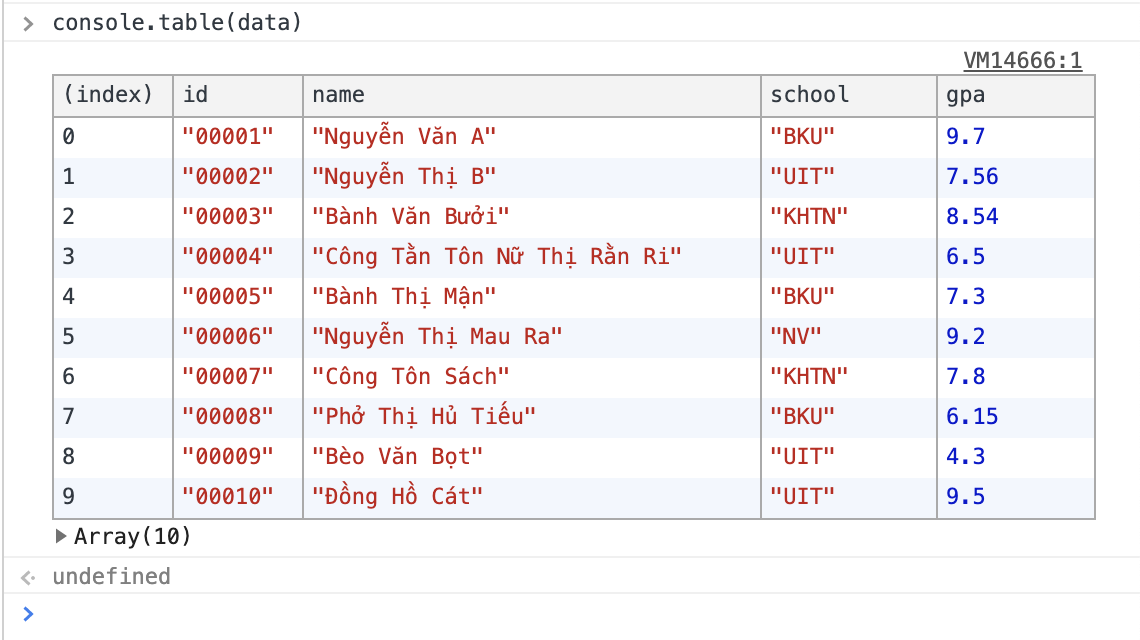 > console.table(data)
VM14666:1
(index) id name school gpa
0 "00001" "Nguyễn Văn A" "BKU" 9.7
1 "00002" "Nguyễn Thị B" "UIT" 7.56
2 "00003" "Bành Văn Bưởi" "KHTN" 8.54
3 "00004" "Công Tằn Tôn Nữ Thị Rằn Ri" "UIT" 6.5
4 "00005" "Bành Thị Mận" "BKU" 7.3
5 "00006" "Nguyễn Thị Mau Ra" "NV" 9.2
6 "00007" "Công Tôn Sách" "KHTN" 7.8
7 "00008" "Phở Thị Hủ Tiếu" "BKU" 6.15
8 "00009" "Bèo Văn Bọt" "UIT" 4.3
9 "00010" "Đồng Hồ Cát" "UIT" 9.5
▶ Array(10)
undefined